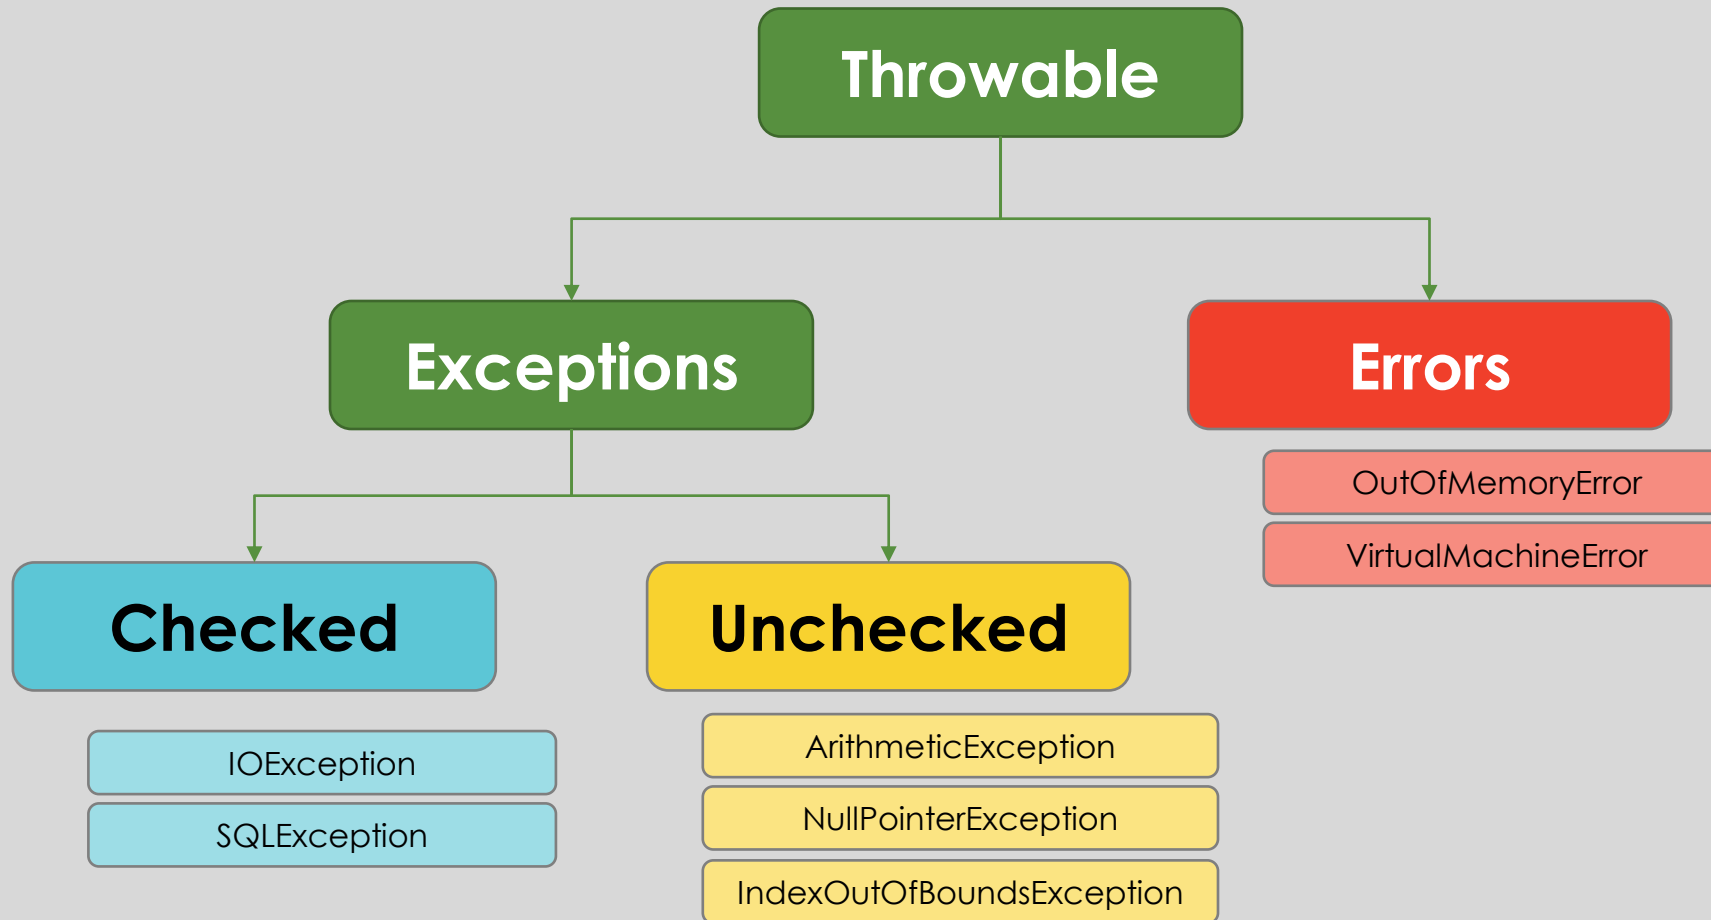 Throwable
Exceptions
Errors
OutOfMemoryError
VirtualMachineError
Checked
Unchecked
IOException
SQLException
ArithmeticException
NullPointerException
IndexOutOfBoundsException